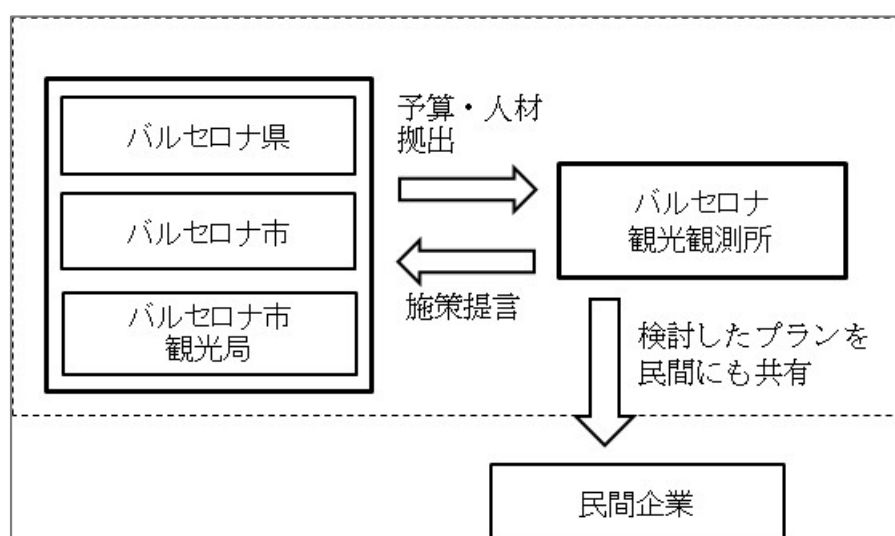 バルセロナ県
バルセロナ市
バルセロナ市
観光局
予算・人材
拠出
施策提言
バルセロナ
観光観測所
検討したプランを
民間にも共有
民間企業